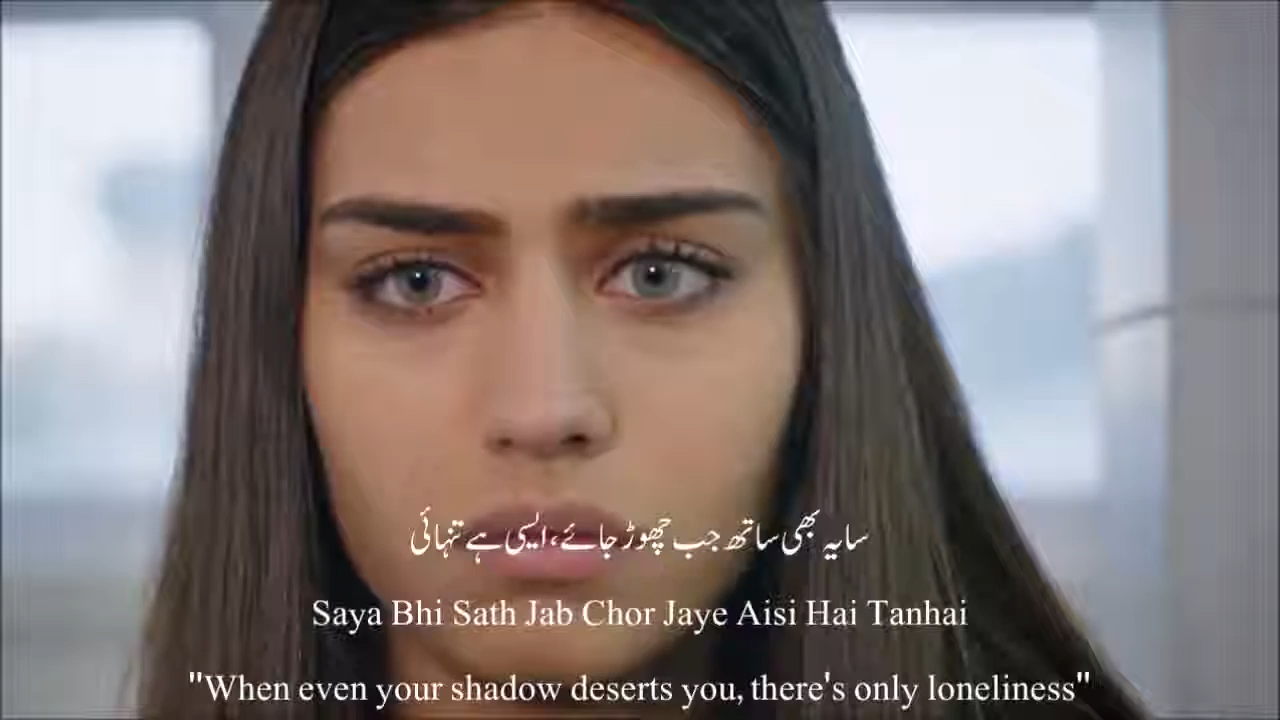 سایہ بھی ساتھ جب چھوڑ جائے، ایسی ہے تنہائی
Saya Bhi Sath Jab Chor Jaye Aisi Hai Tanhai
"When even your shadow deserts you, there's only loneliness"